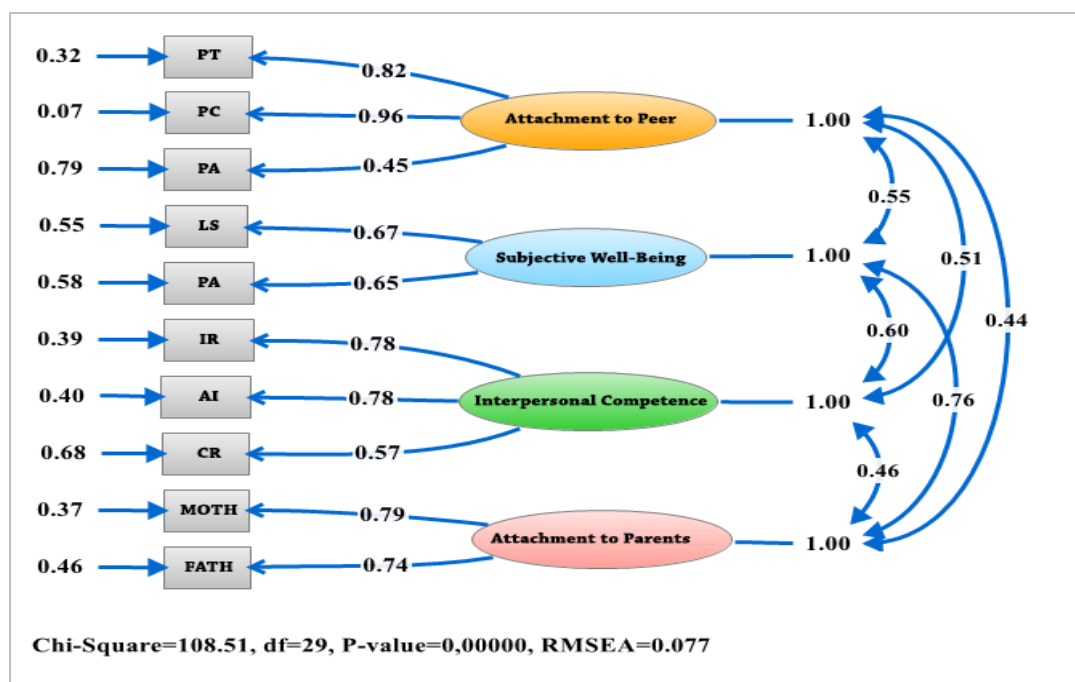 0.32 PT 0.82
0.07 PC 0.96 Attachment to Peer 1.00
0.79 PA 0.45
0.55
0.55 LS 0.67
Subjective Well-Being 1.00 0.51
0.58 PA 0.65
0.44
0.60
0.39 IR 0.78
0.40 AI 0.78 Interpersonal Competence 1.00 0.76
0.68 CR 0.57
0.46
0.37 MOTH 0.79
Attachment to Parents 1.00
0.46 FATH 0.74
Chi-Square=108.51, df=29, P-value=0,00000, RMSEA=0.077